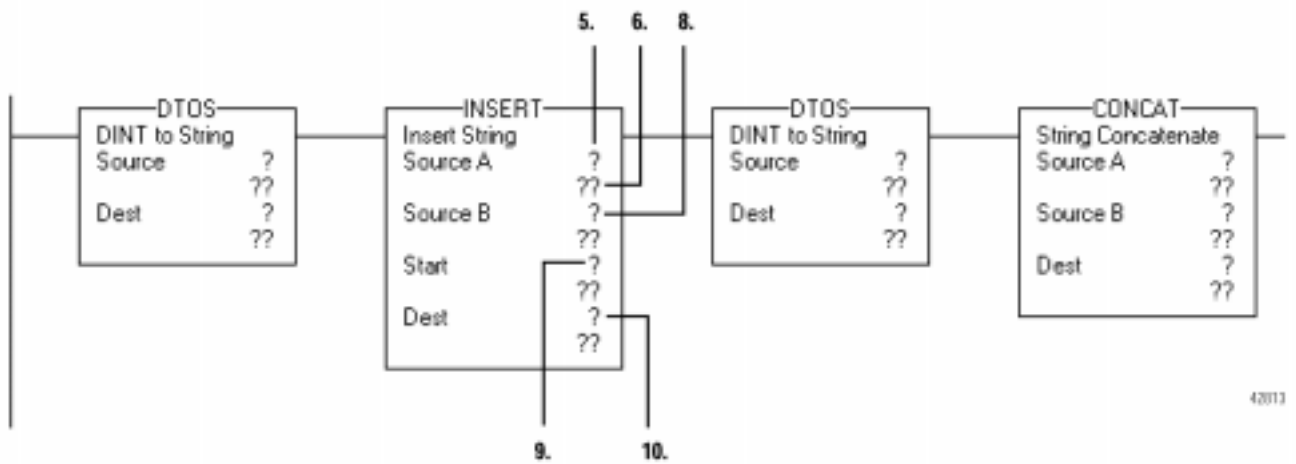 5. 6. 8.
DTOS
DINT to String
Source ?
??
Dest ?
??
INSERT
Insert String
Source A ?
??
Source B ?
??
Start ?
??
Dest ?
??
DTOS
DINT to String
Source ?
??
Dest ?
??
CONCAT
String Concatenate
Source A ?
??
Source B ?
??
Dest ?
??
42813
9. 10.